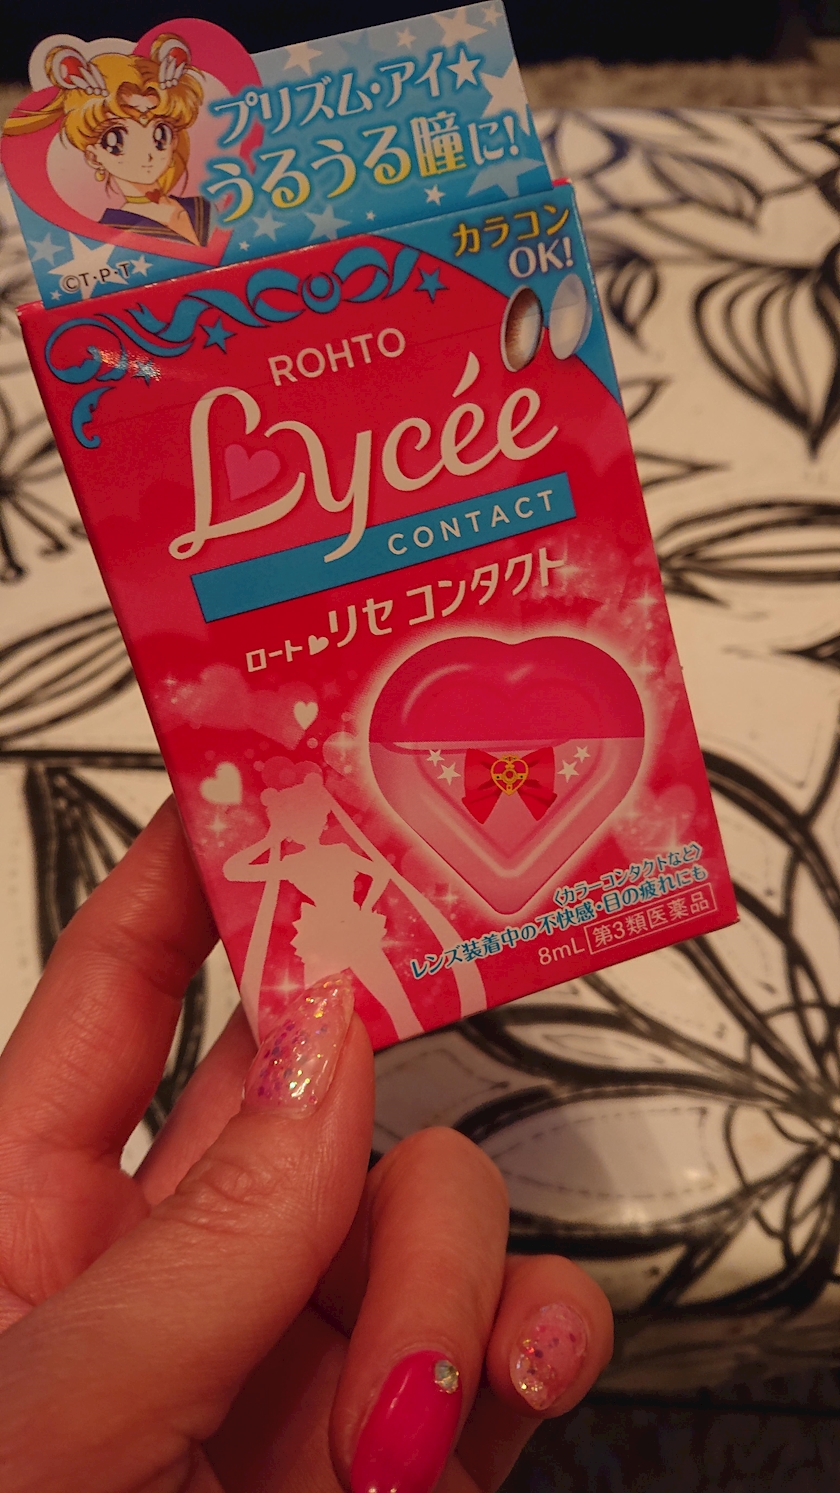 プリズム・アイ★
うるうる瞳に!
©T・P・T
カラコン
OK!
ROHTO
Lycée
CONTACT
ロートリセ コンタクト
〈カラーコンタクトなど〉
レンズ装着中の不快感・目の疲れにも
8mL 第3類医薬品